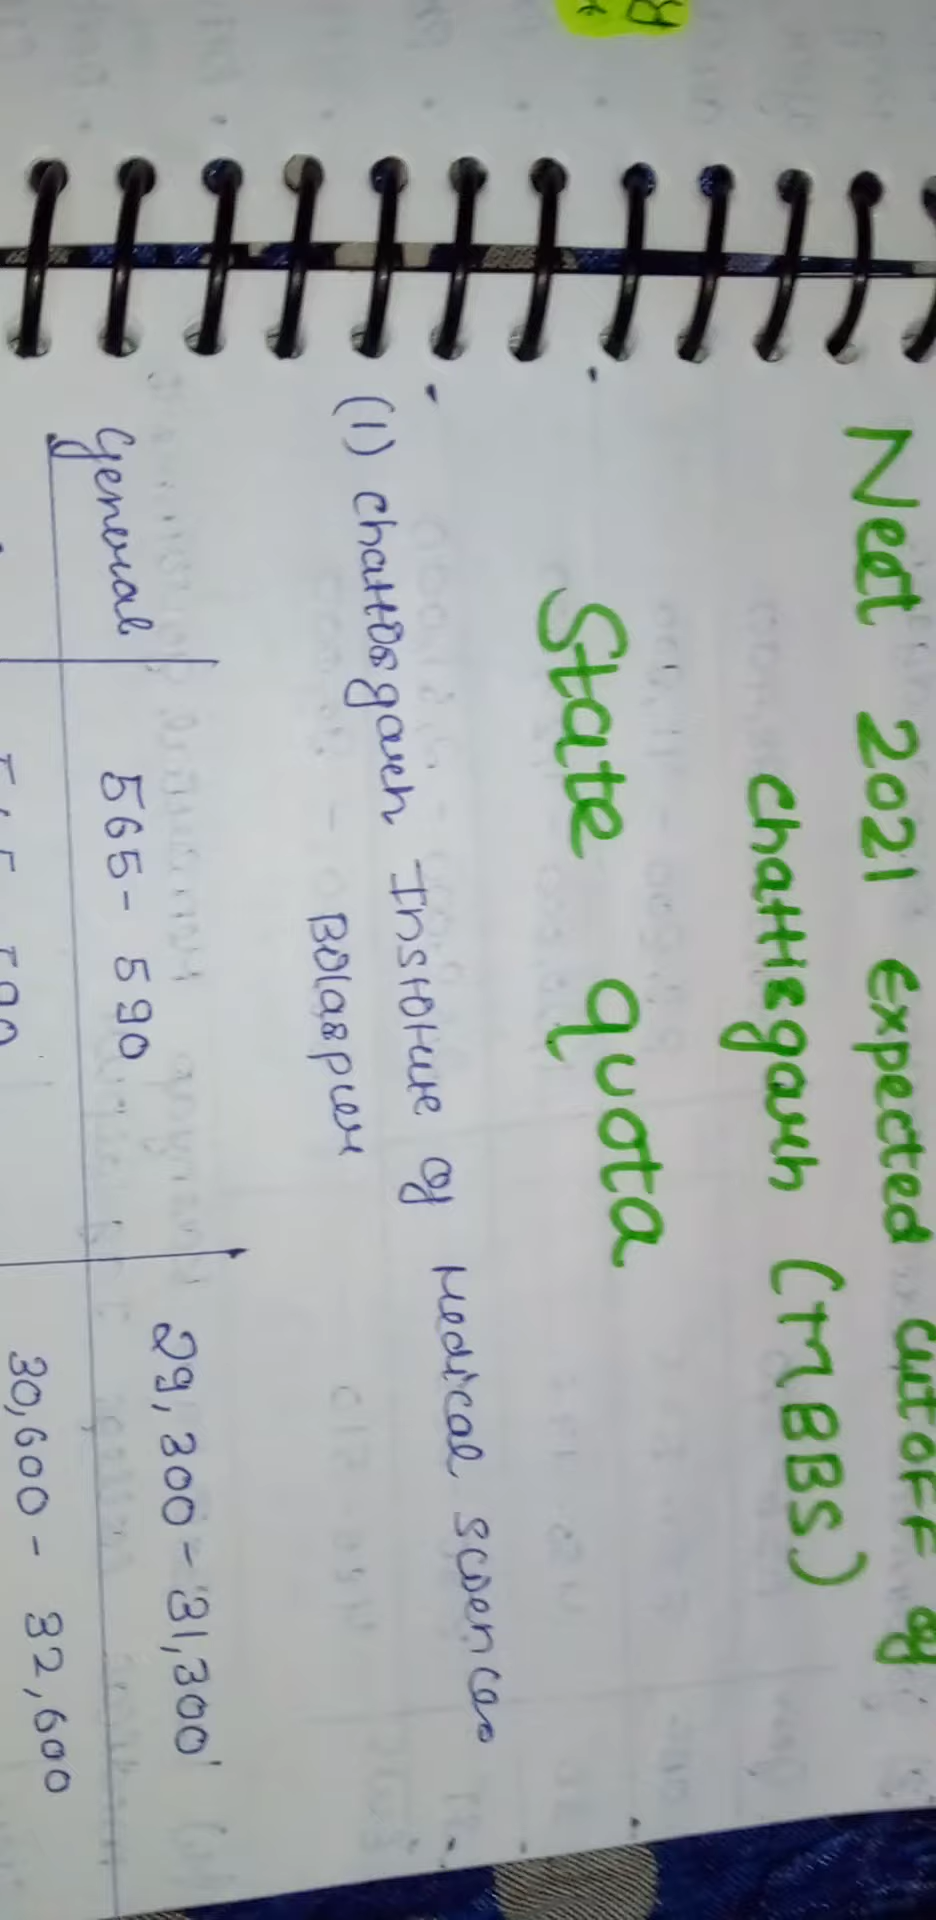 Neet 2021 Expected cutoff of
Chattisgarh (MBBS)
State quota
(1) Chattisgarh Institute of Medical sciences
Bilaspur
General 565-590 29,300-31,300
30,600- 32,600